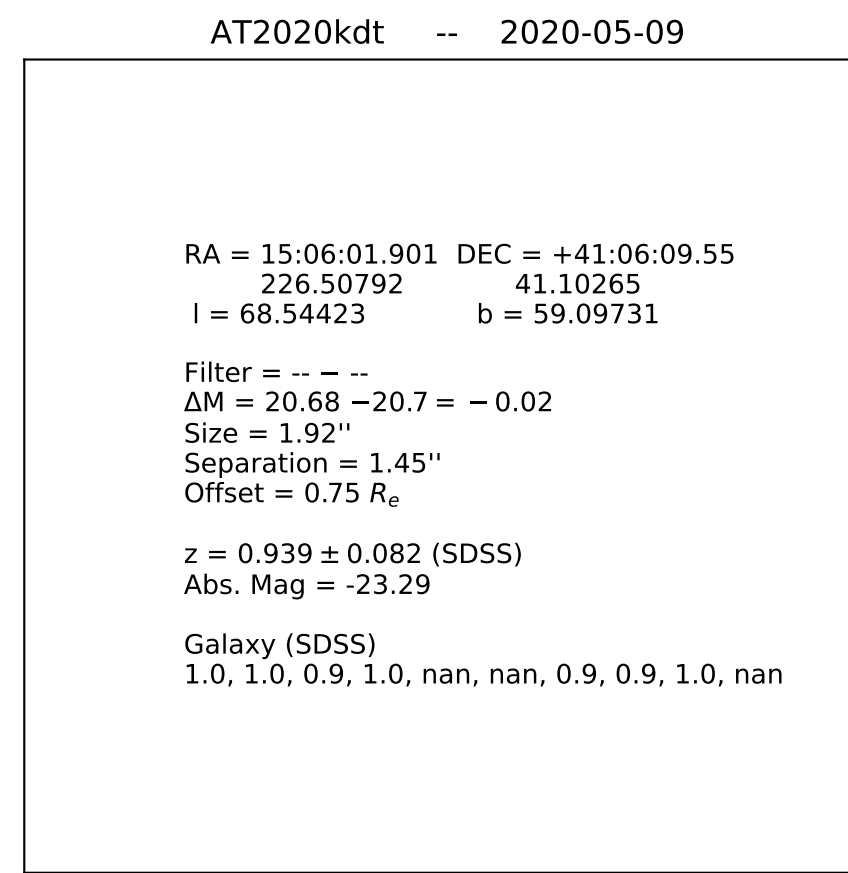 AT2020kdt -- 2020-05-09
RA = 15:06:01.901 DEC = +41:06:09.55
226.50792 41.10265
l = 68.54423 b = 59.09731
Filter = -- − --
ΔM = 20.68 −20.7 = −0.02
Size = 1.92''
Separation = 1.45''
Offset = 0.75 Rₑ
z = 0.939 ± 0.082 (SDSS)
Abs. Mag = -23.29
Galaxy (SDSS)
1.0, 1.0, 0.9, 1.0, nan, nan, 0.9, 0.9, 1.0, nan